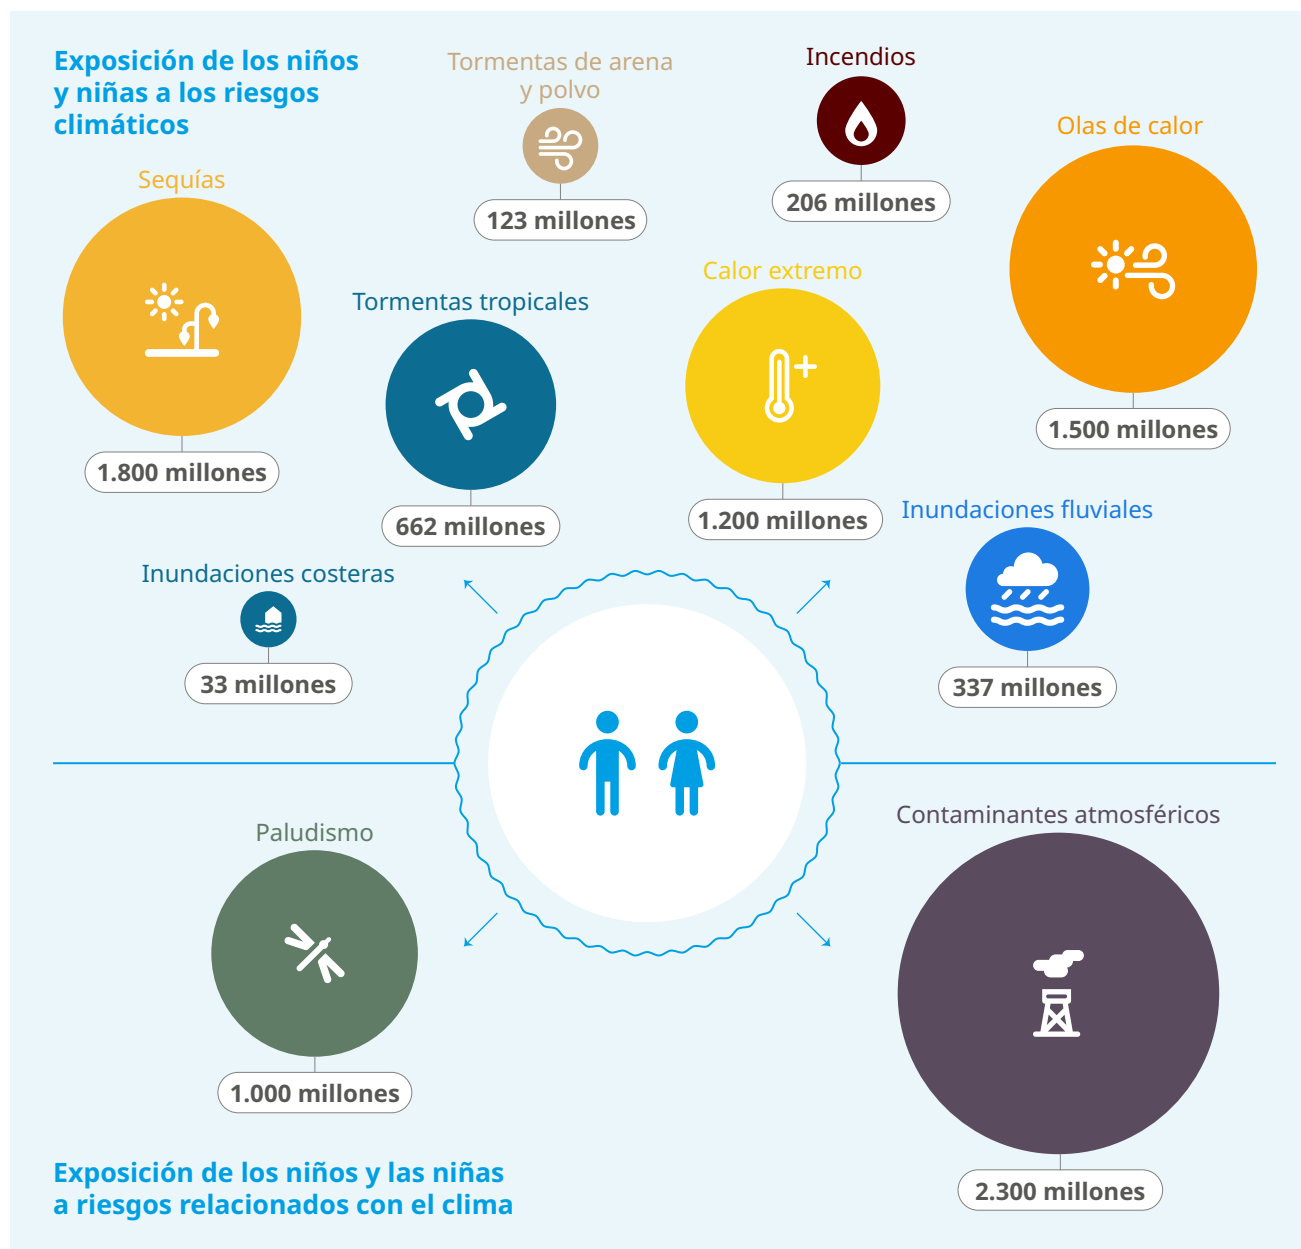 Exposición de los niños
y niñas a los riesgos
climáticos
Tormentas de arena
y polvo
123 millones
Incendios
206 millones
Olas de calor
1.500 millones
Sequías
1.800 millones
Tormentas tropicales
662 millones
Calor extremo
1.200 millones
Inundaciones costeras
33 millones
Inundaciones fluviales
337 millones
Paludismo
1.000 millones
Contaminantes atmosféricos
2.300 millones
Exposición de los niños y las niñas
a riesgos relacionados con el clima